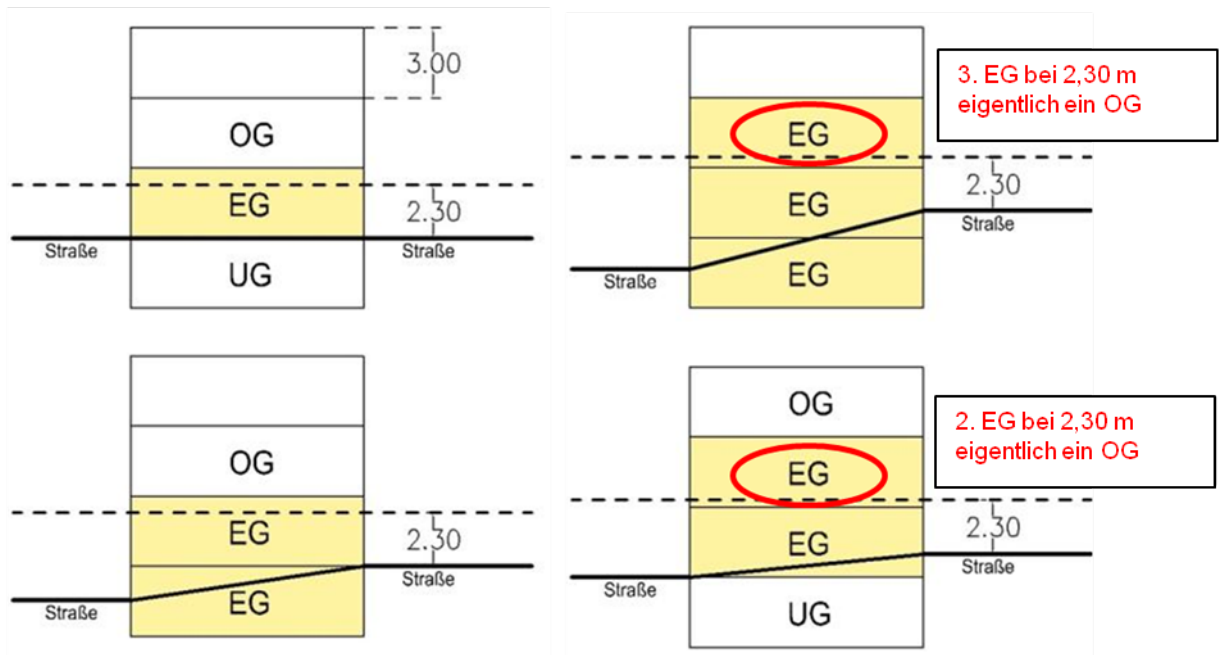 3.00
OG
EG
2.30
Straße
Straße
UG
3. EG bei 2,30 m
eigentlich ein OG
EG
2.30
EG
Straße
Straße
EG
OG
EG
2.30
Straße
EG
Straße
OG
2. EG bei 2,30 m
eigentlich ein OG
EG
2.30
EG
Straße
Straße
UG